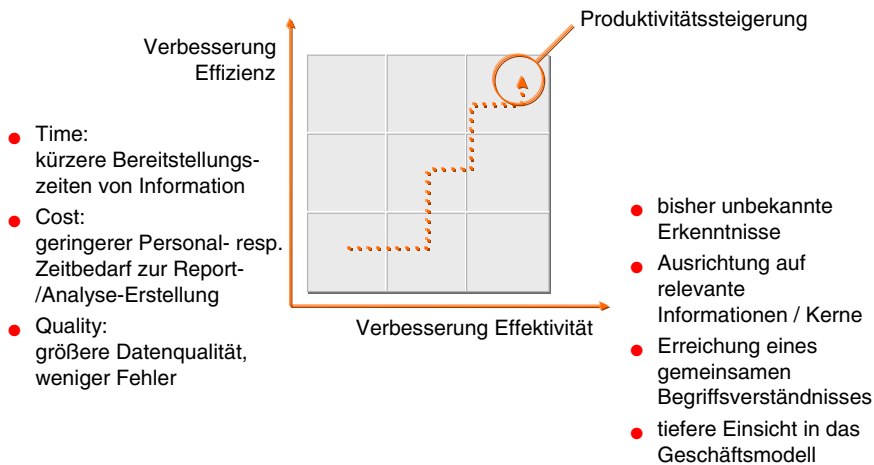 Produktivitätssteigerung
Verbesserung
Effizienz
Time:
kürzere Bereitstellungs-
zeiten von Information
Cost:
geringerer Personal- resp.
Zeitbedarf zur Report-
/Analyse-Erstellung
Quality:
größere Datenqualität,
weniger Fehler
Verbesserung Effektivität
bisher unbekannte
Erkenntnisse
Ausrichtung auf
relevante
Informationen / Kerne
Erreichung eines
gemeinsamen
Begriffsverständnisses
tiefere Einsicht in das
Geschäftsmodell